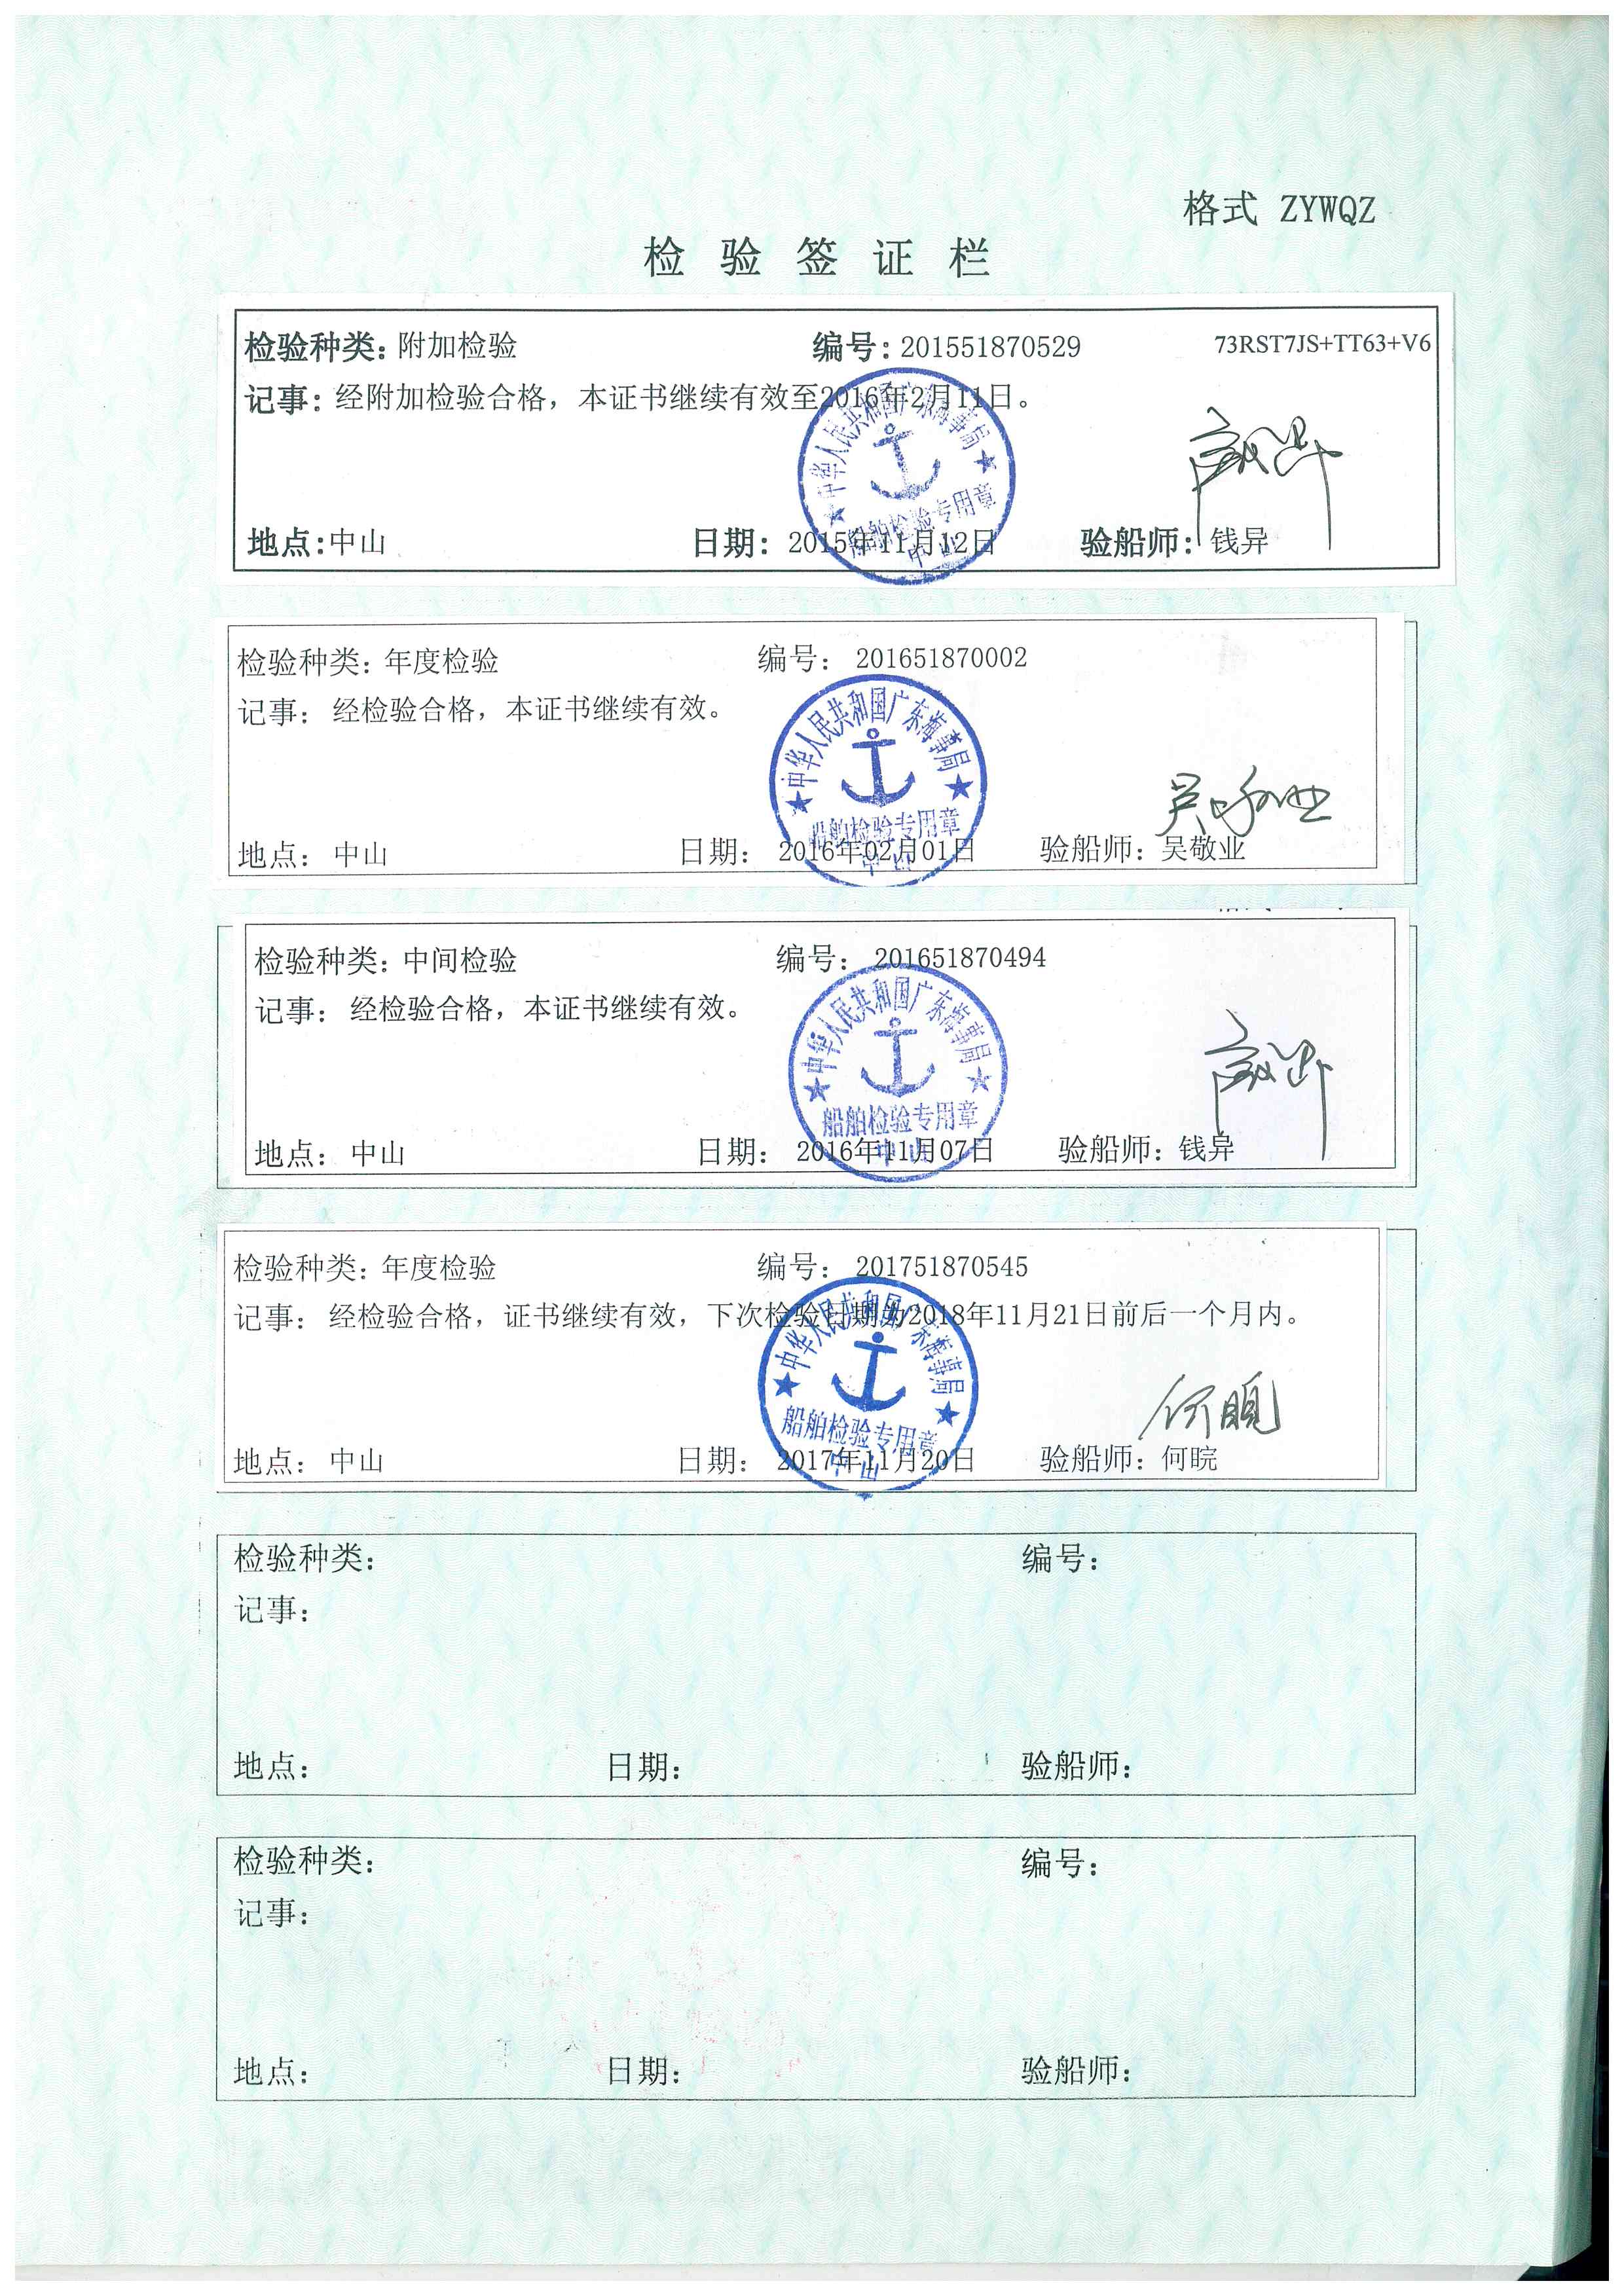 格式 ZYWQZ
检验签证栏
检验种类：附加检验 编号：201551870529 73RST7JS+TT63+V6
记事：经附加检验合格，本证书继续有效至2016年2月11日。
中华人民共和国广东海事局
船舶检验专用章
中山
地点：中山 日期：2015年11月12日 验船师：钱异
检验种类：年度检验 编号：201651870002
记事：经检验合格，本证书继续有效。
中华人民共和国广东海事局
船舶检验专用章
中山
地点：中山 日期：2016年02月01日 验船师：吴敬业
检验种类：中间检验 编号：201651870494
记事：经检验合格，本证书继续有效。
中华人民共和国广东海事局
船舶检验专用章
中山
地点：中山 日期：2016年11月07日 验船师：钱异
检验种类：年度检验 编号：201751870545
记事：经检验合格，证书继续有效，下次检验日期为2018年11月21日前后一个月内。
中华人民共和国广东海事局
船舶检验专用章
中山
地点：中山 日期：2017年11月20日 验船师：何晥
检验种类： 编号：
记事：
地点： 日期： 验船师：
检验种类： 编号：
记事：
地点： 日期： 验船师：